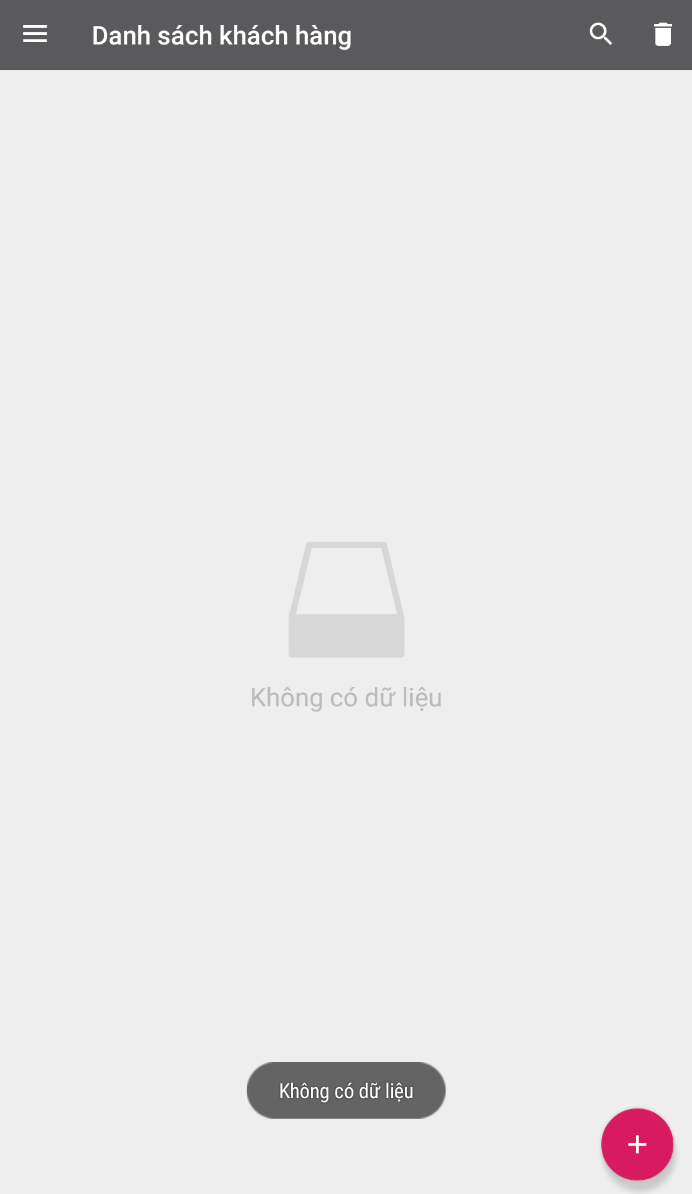 Danh sách khách hàng
Không có dữ liệu
Không có dữ liệu